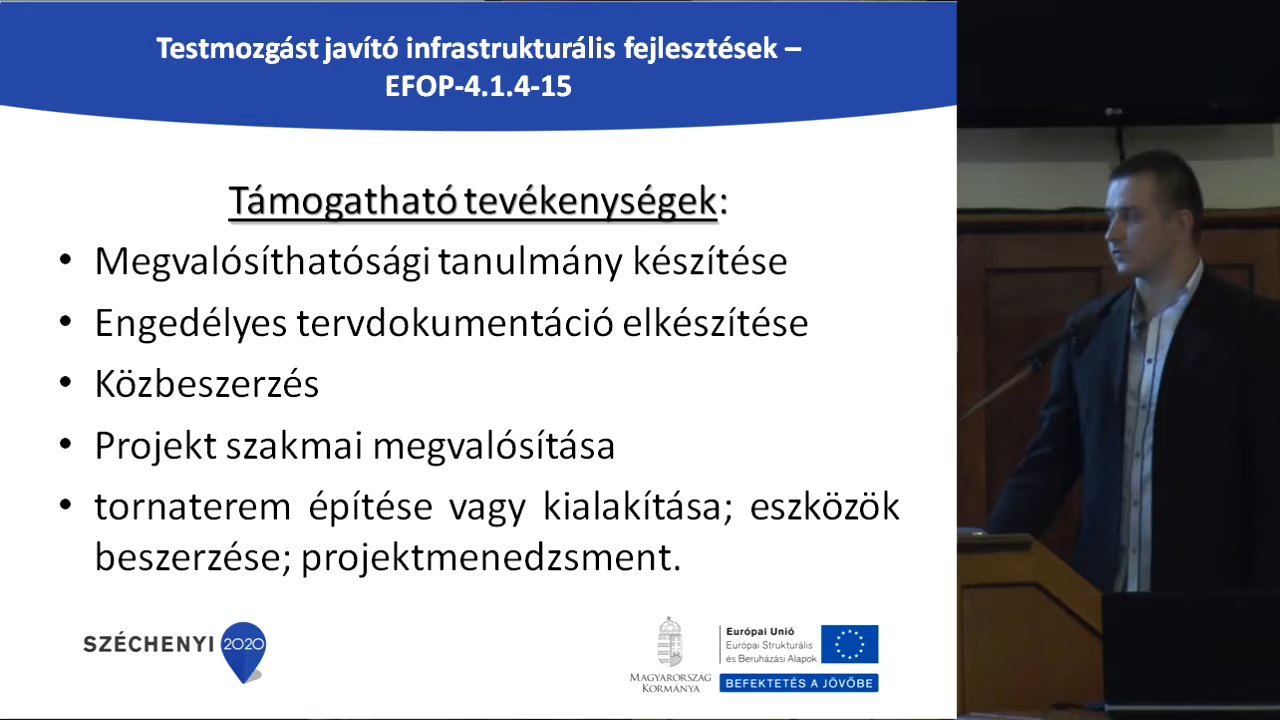 Testmozgást javító infrastrukturális fejlesztések –
EFOP-4.1.4-15
Támogatható tevékenységek:
• Megvalósíthatósági tanulmány készítése
• Engedélyes tervdokumentáció elkészítése
• Közbeszerzés
• Projekt szakmai megvalósítása
• tornaterem építése vagy kialakítása; eszközök
beszerzése; projektmenedzsment.
SZÉCHENYI 2020
MAGYARORSZÁG
KORMÁNYA
Európai Unió
Európai Strukturális
és Beruházási Alapok
BEFEKTETÉS A JÖVŐBE
LG